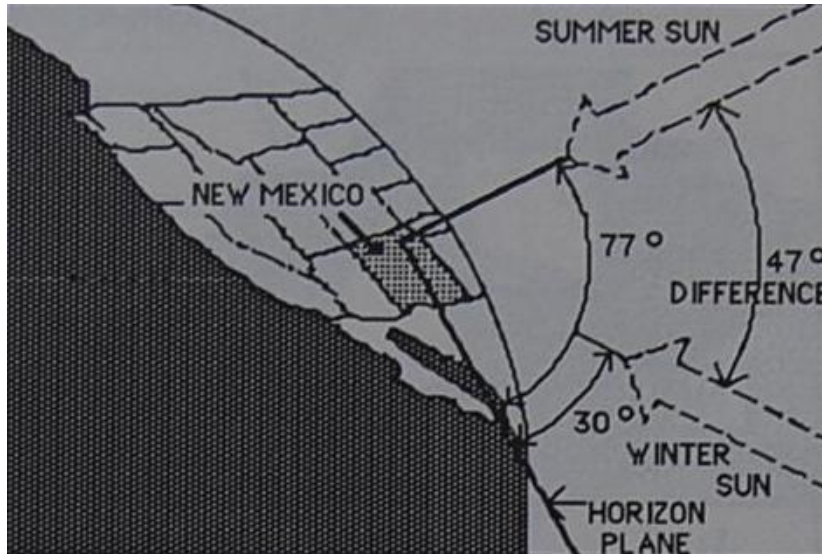 SUMMER SUN
NEW MEXICO
77°
47°
DIFFERENCE
30°
WINTER
SUN
HORIZON
PLANE